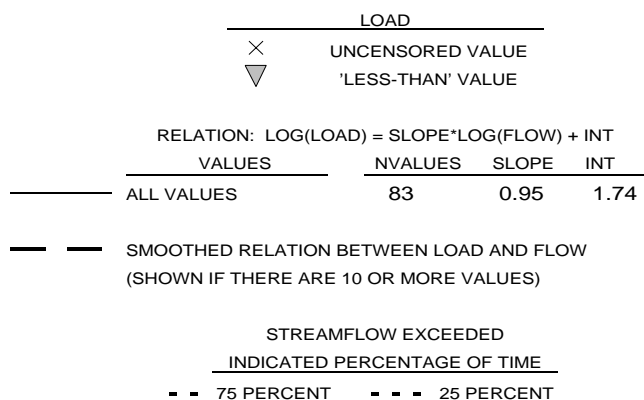 LOAD
UNCENSORED VALUE
'LESS-THAN' VALUE
RELATION: LOG(LOAD) = SLOPE*LOG(FLOW) + INT
VALUES NVALUES SLOPE INT
ALL VALUES 83 0.95 1.74
SMOOTHED RELATION BETWEEN LOAD AND FLOW
(SHOWN IF THERE ARE 10 OR MORE VALUES)
STREAMFLOW EXCEEDED
INDICATED PERCENTAGE OF TIME
75 PERCENT 25 PERCENT